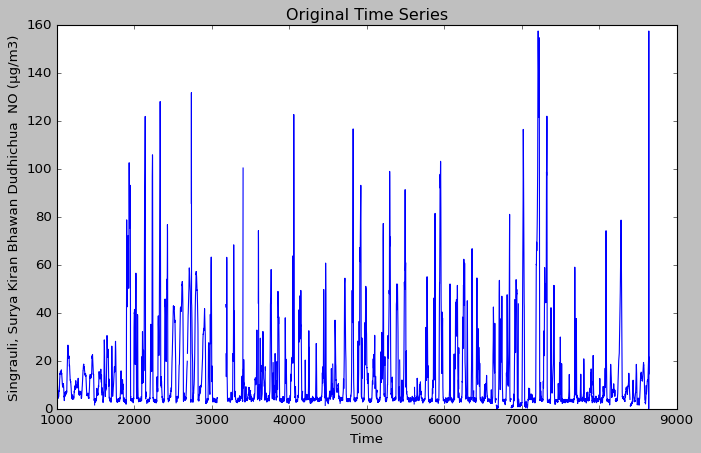 Original Time Series
Singrauli, Surya Kiran Bhawan Dudhichua  NO (µg/m3)
160
140
120
100
80
60
40
20
0
1000 2000 3000 4000 5000 6000 7000 8000 9000
Time